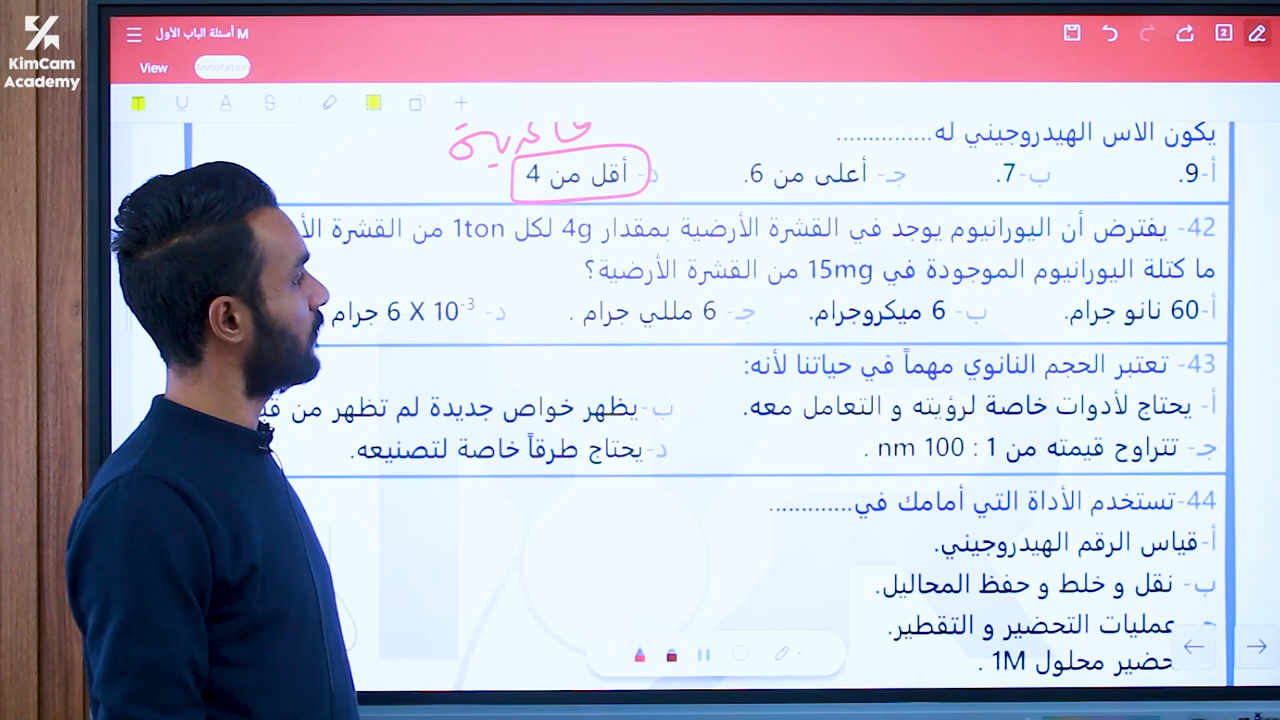 KimCam
Academy
M أسئلة الباب الأول
View
Annotation
يكون الاس الهيدروجيني له...............
قاعدية
أ-9. ب-7. جـ- أعلى من 6. د- أقل من 4
42- يفترض أن اليورانيوم يوجد في القشرة الأرضية بمقدار 4g لكل 1ton من القشرة
ما كتلة اليورانيوم الموجودة في 15mg من القشرة الأرضية؟
أ-60 نانو جرام. ب- 6 ميكروجرام. جـ- 6 مللي جرام . د- 6 X 10⁻³ جرام
43- تعتبر الحجم النانوي مهماً في حياتنا لأنه:
أ- يحتاج لأدوات خاصة لرؤيته و التعامل معه. ب-يظهر خواص جديدة لم تظهر من
جـ- تتراوح قيمته من 1 : 100 nm . د-يحتاج طرقاً خاصة لتصنيعه.
44-تستخدم الأداة التي أمامك في.............
أ-قياس الرقم الهيدروجيني.
ب- نقل و خلط و حفظ المحاليل.
عمليات التحضير و التقطير.
محلول 1M .